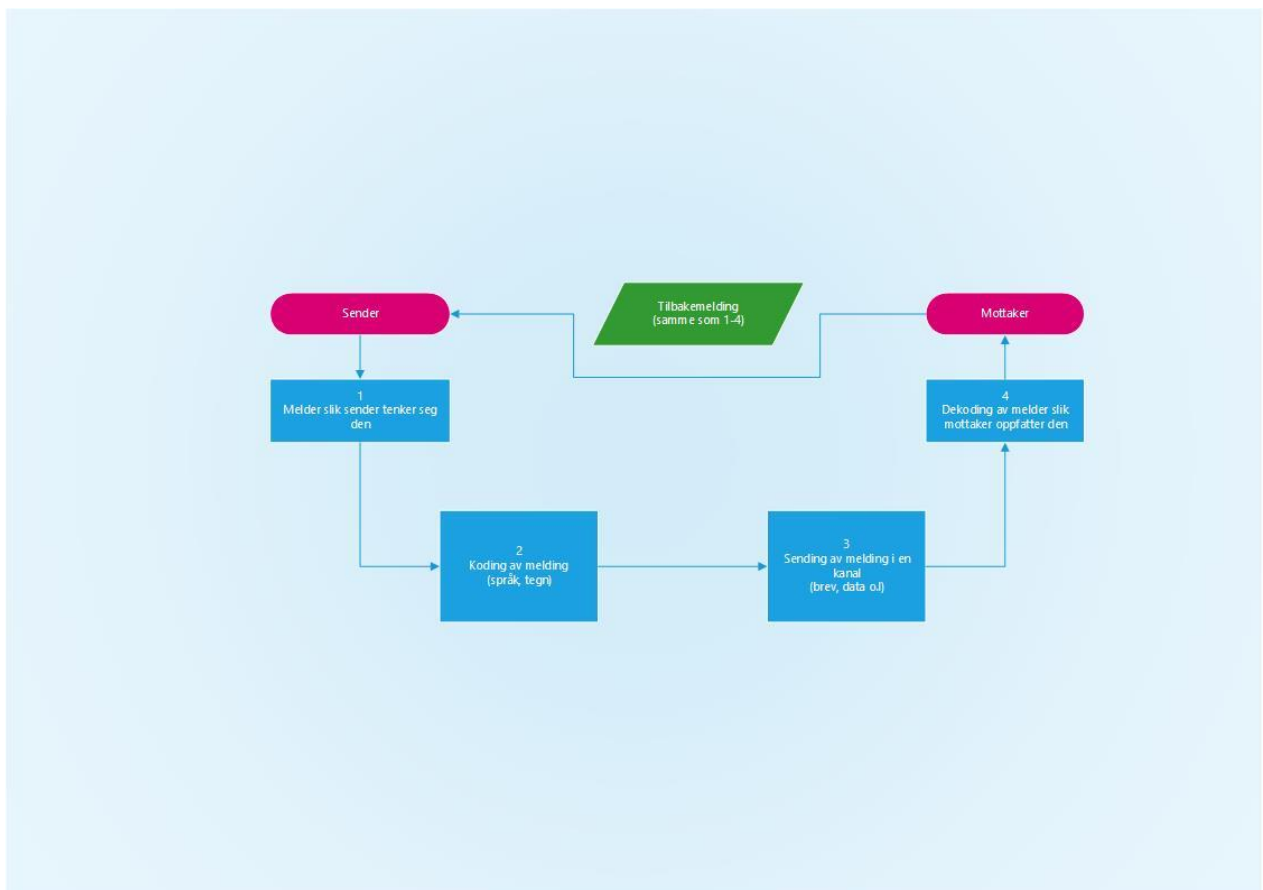 Sender
Tilbakemelding
(samme som 1-4)
Mottaker
1
Melder slik sender tenker seg
den
4
Dekoding av melder slik
mottaker oppfatter den
2
Koding av melding
(språk, tegn)
3
Sending av melding i en
kanal
(brev, data o.l)